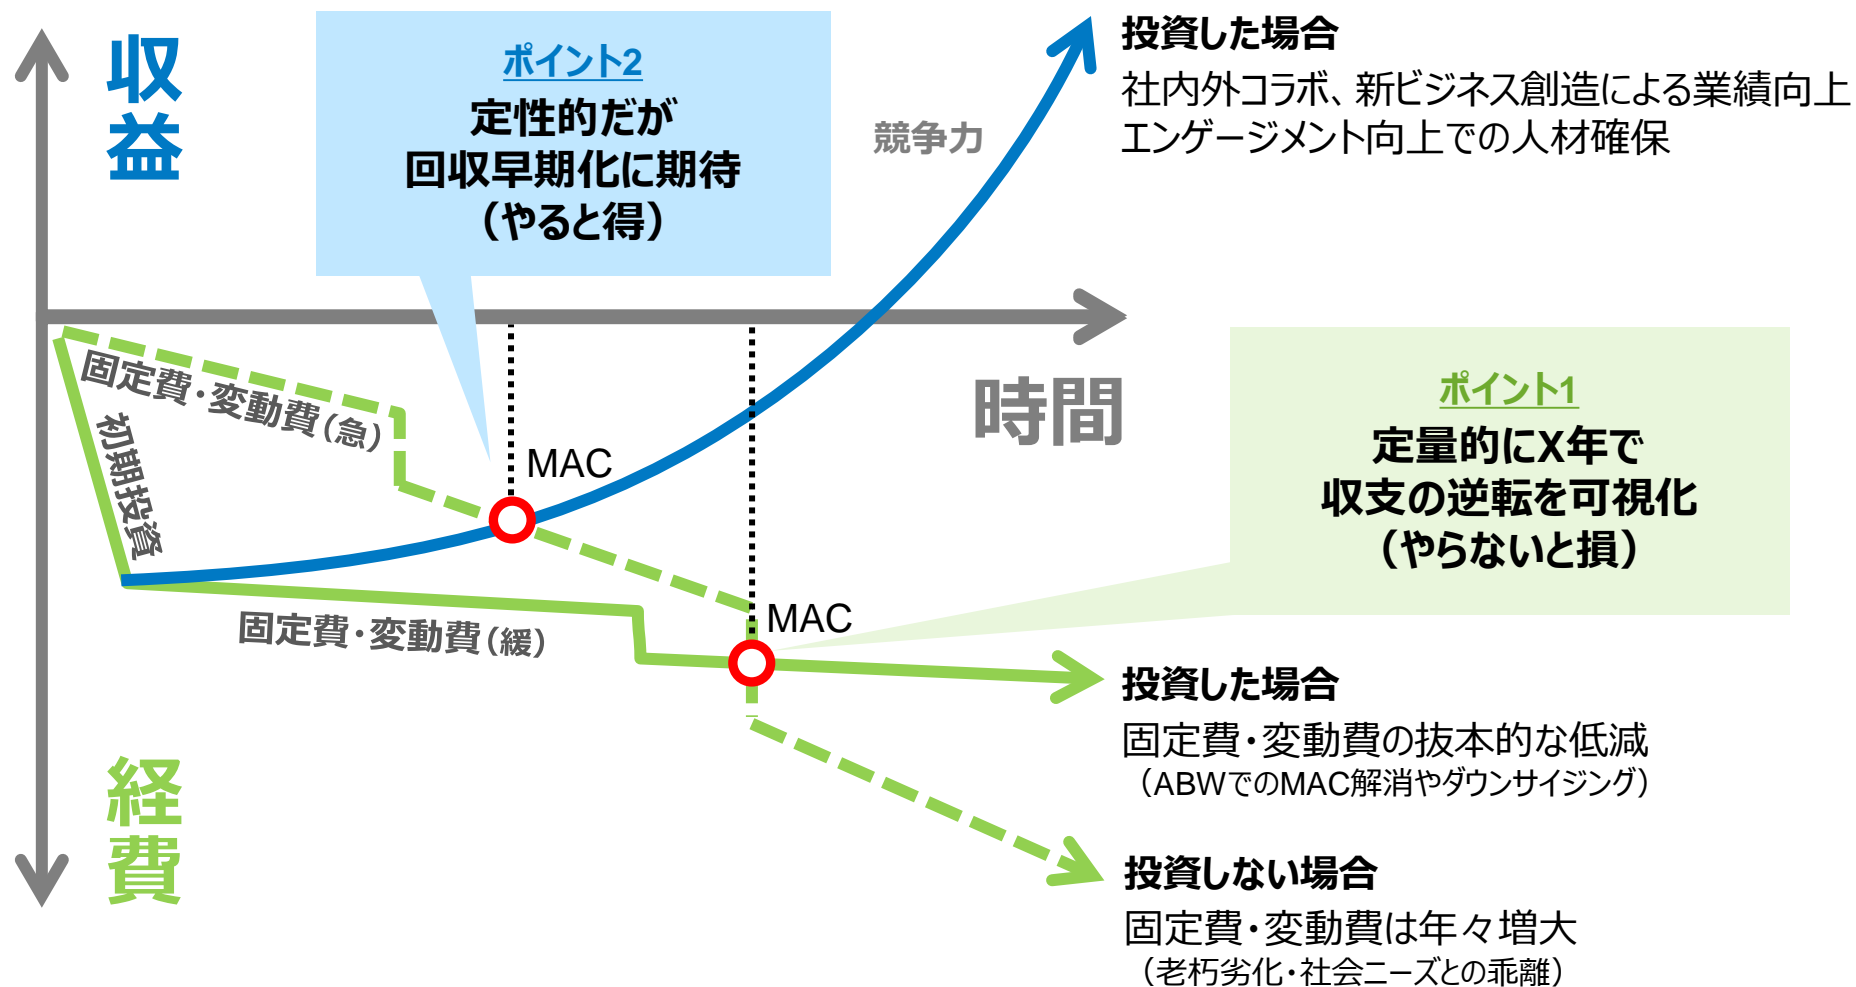 収益
ポイント2
定性的だが
回収早期化に期待
（やると得）
競争力
投資した場合
社内外コラボ、新ビジネス創造による業績向上
エンゲージメント向上での人材確保
時間
固定費・変動費（急）
初期投資
MAC
ポイント1
定量的にX年で
収支の逆転を可視化
（やらないと損）
固定費・変動費（緩）
MAC
投資した場合
固定費・変動費の抜本的な低減
（ABWでのMAC解消やダウンサイジング）
経費
投資しない場合
固定費・変動費は年々増大
（老朽劣化・社会ニーズとの乖離）